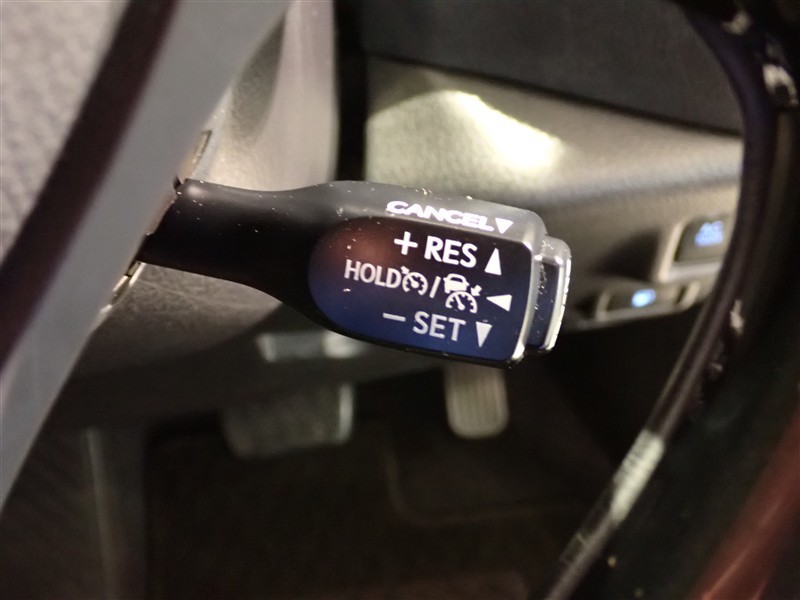 CANCEL▼
+ RES ▲
HOLD / ◀
− SET ▼